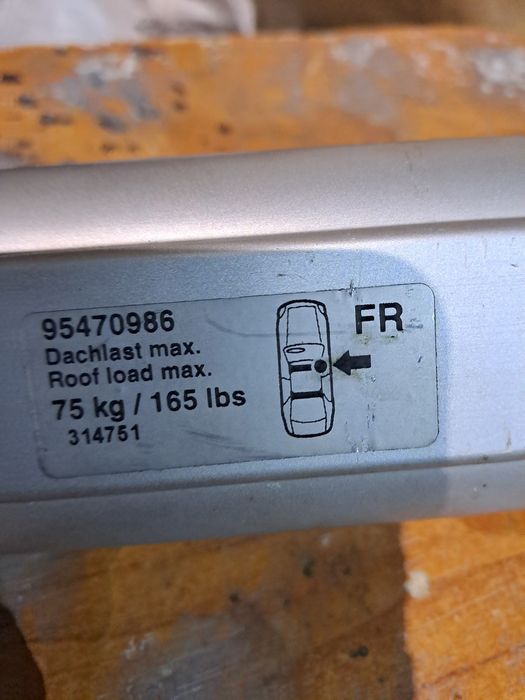 95470986
Dachlast max.
Roof load max.
75 kg / 165 lbs
314751
FR